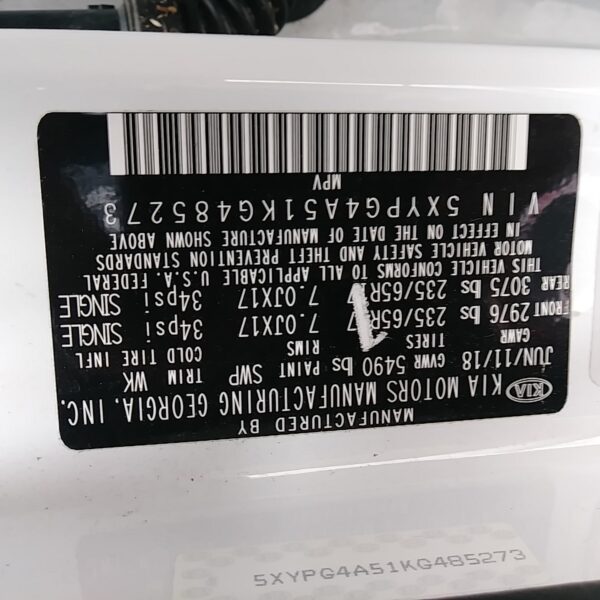 MANUFACTURED BY
KIA KIA MOTORS MANUFACTURING GEORGIA, INC.
JUN/11/18 GVWR 5490 lbs PAINT SWP TRIM WK
GAWR TIRES RIMS COLD TIRE INFL
FRONT 2976 lbs 235/65R17 7.0JX17 34psi SINGLE
REAR 3075 lbs 235/65R17 7.0JX17 34psi SINGLE
THIS VEHICLE CONFORMS TO ALL APPLICABLE U.S.A. FEDERAL
MOTOR VEHICLE SAFETY AND THEFT PREVENTION STANDARDS
IN EFFECT ON THE DATE OF MANUFACTURE SHOWN ABOVE
VIN 5XYPG4A51KG485273
MPV
5XYPG4A51KG485273